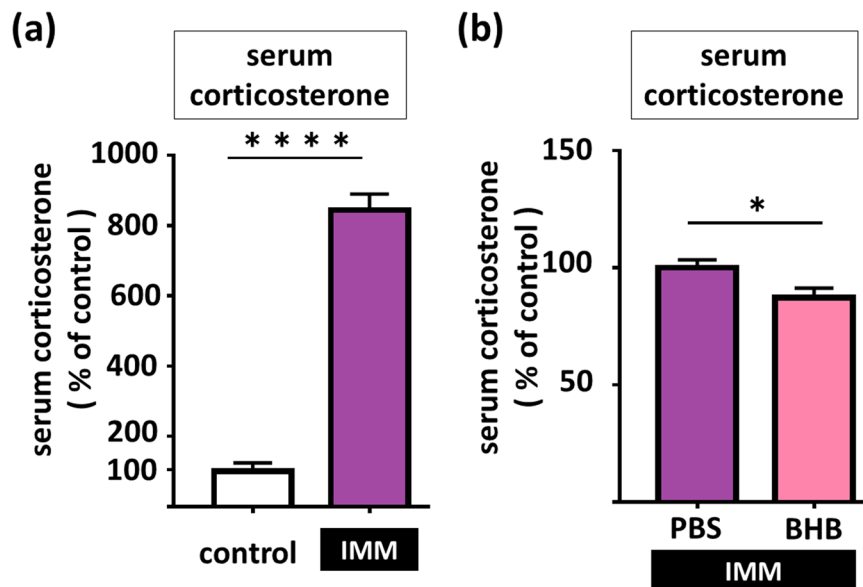 (a)
serum
corticosterone
* * * *
serum corticosterone
( % of control )
1000
800
600
400
200
100
control
IMM
(b)
serum
corticosterone
*
serum corticosterone
( % of control )
150
100
50
PBS
BHB
IMM